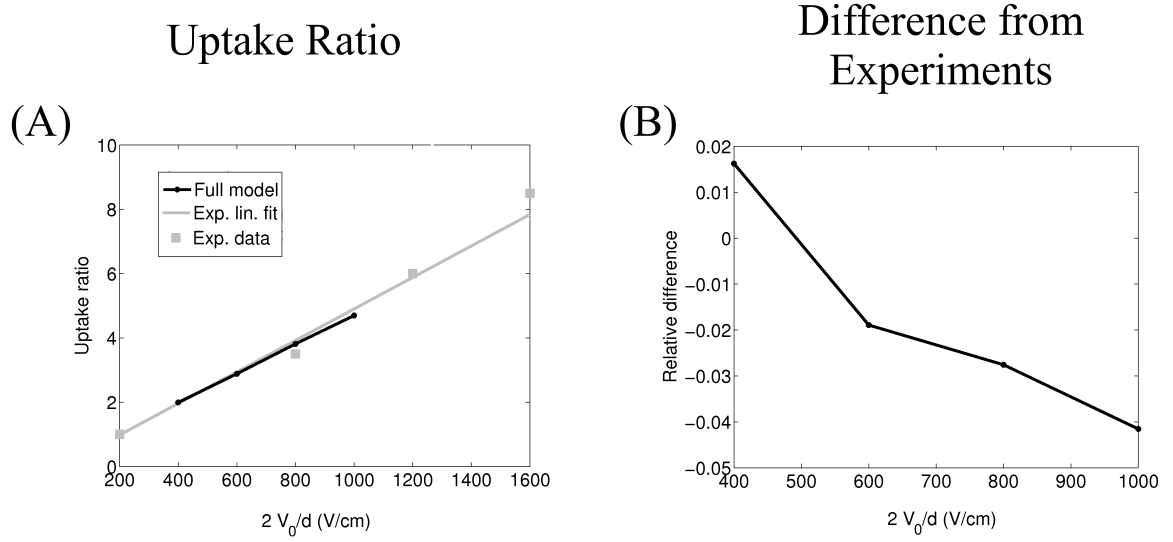 Uptake Ratio
Difference from
Experiments
(A)
10
8
6
4
2
0
Uptake ratio
Full model
Exp. lin. fit
Exp. data
200 400 600 800 1000 1200 1400 1600
2 V0/d (V/cm)
(B)
0.02
0.01
0
−0.01
−0.02
−0.03
−0.04
−0.05
Relative difference
400 500 600 700 800 900 1000
2 V0/d (V/cm)